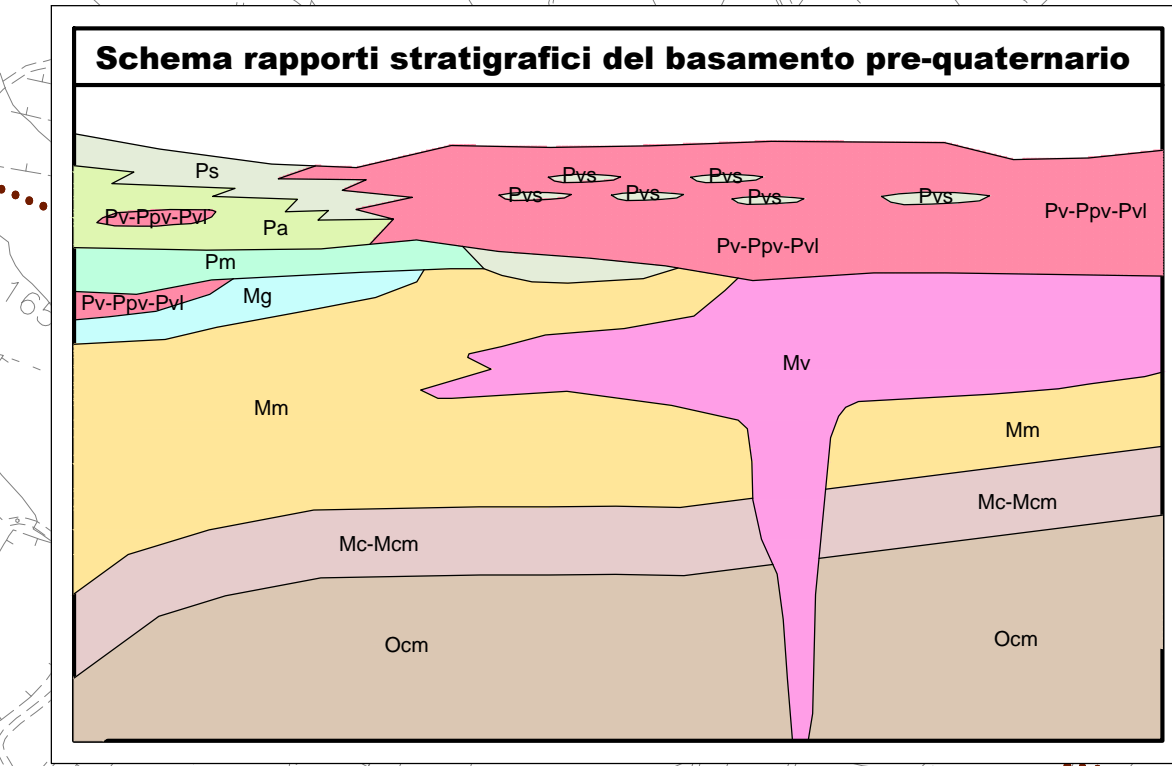 Schema rapporti stratigrafici del basamento pre-quaternario
Ps
Pvs
Pvs
Pvs
Pvs
Pvs
Pvs
Pv-Ppv-Pvl
Pa
Pv-Ppv-Pvl
Pv-Ppv-Pvl
Pm
Pv-Ppv-Pvl
Mg
165
Mv
Mm
Mm
Mc-Mcm
Mc-Mcm
Ocm
Ocm